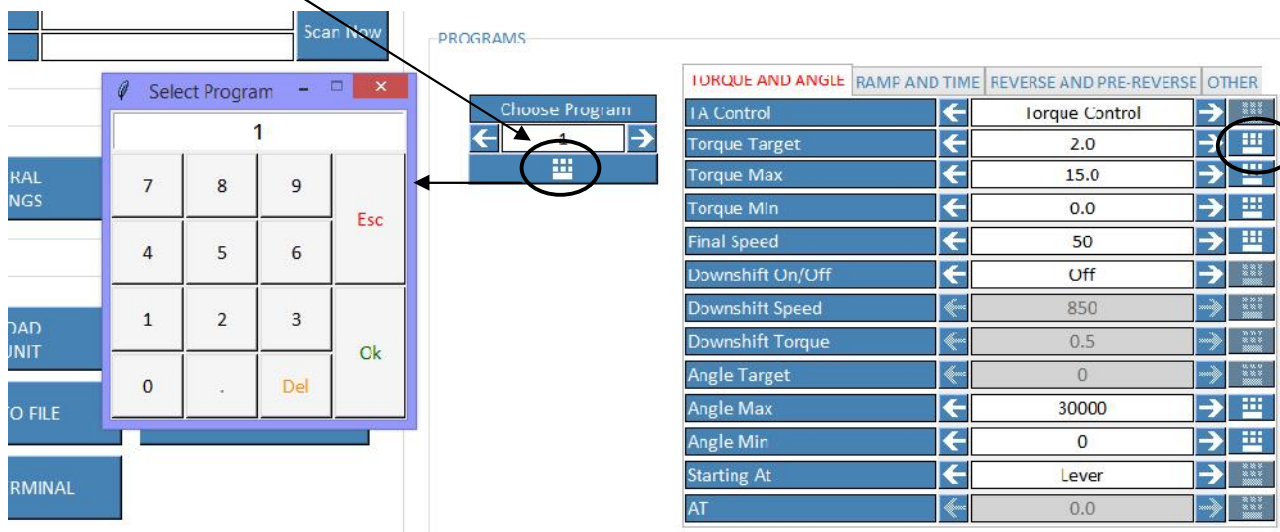 Scan Now
PROGRAMS
Select Program
1
7 8 9
Esc
4 5 6
1 2 3
Ok
0 . Del
RAL
NGS
OAD
UNIT
O FILE
RMINAL
Choose Program
1
TORQUE AND ANGLE RAMP AND TIME REVERSE AND PRE-REVERSE OTHER
TA Control Torque Control
Torque Target 2.0
Torque Max 15.0
Torque Min 0.0
Final Speed 50
Downshift On/Off Off
Downshift Speed 850
Downshift Torque 0.5
Angle Target 0
Angle Max 30000
Angle Min 0
Starting At Lever
AT 0.0